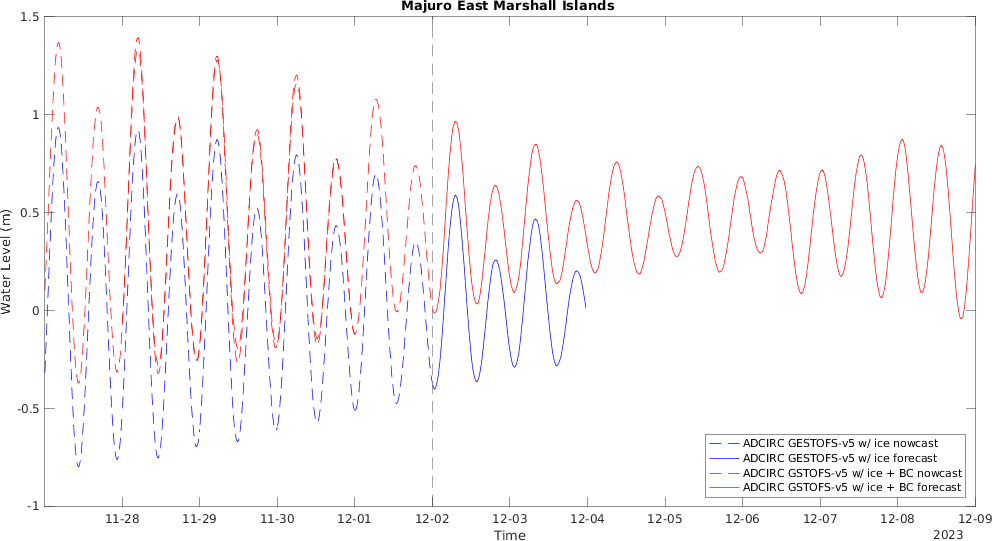 Majuro East Marshall Islands
Water Level (m)
1.5
1
0.5
0
-0.5
-1
ADCIRC GESTOFS-v5 w/ ice nowcast
ADCIRC GESTOFS-v5 w/ ice forecast
ADCIRC GSTOFS-v5 w/ ice + BC nowcast
ADCIRC GSTOFS-v5 w/ ice + BC forecast
11-28 11-29 11-30 12-01 12-02 12-03 12-04 12-05 12-06 12-07 12-08 12-09
Time
2023